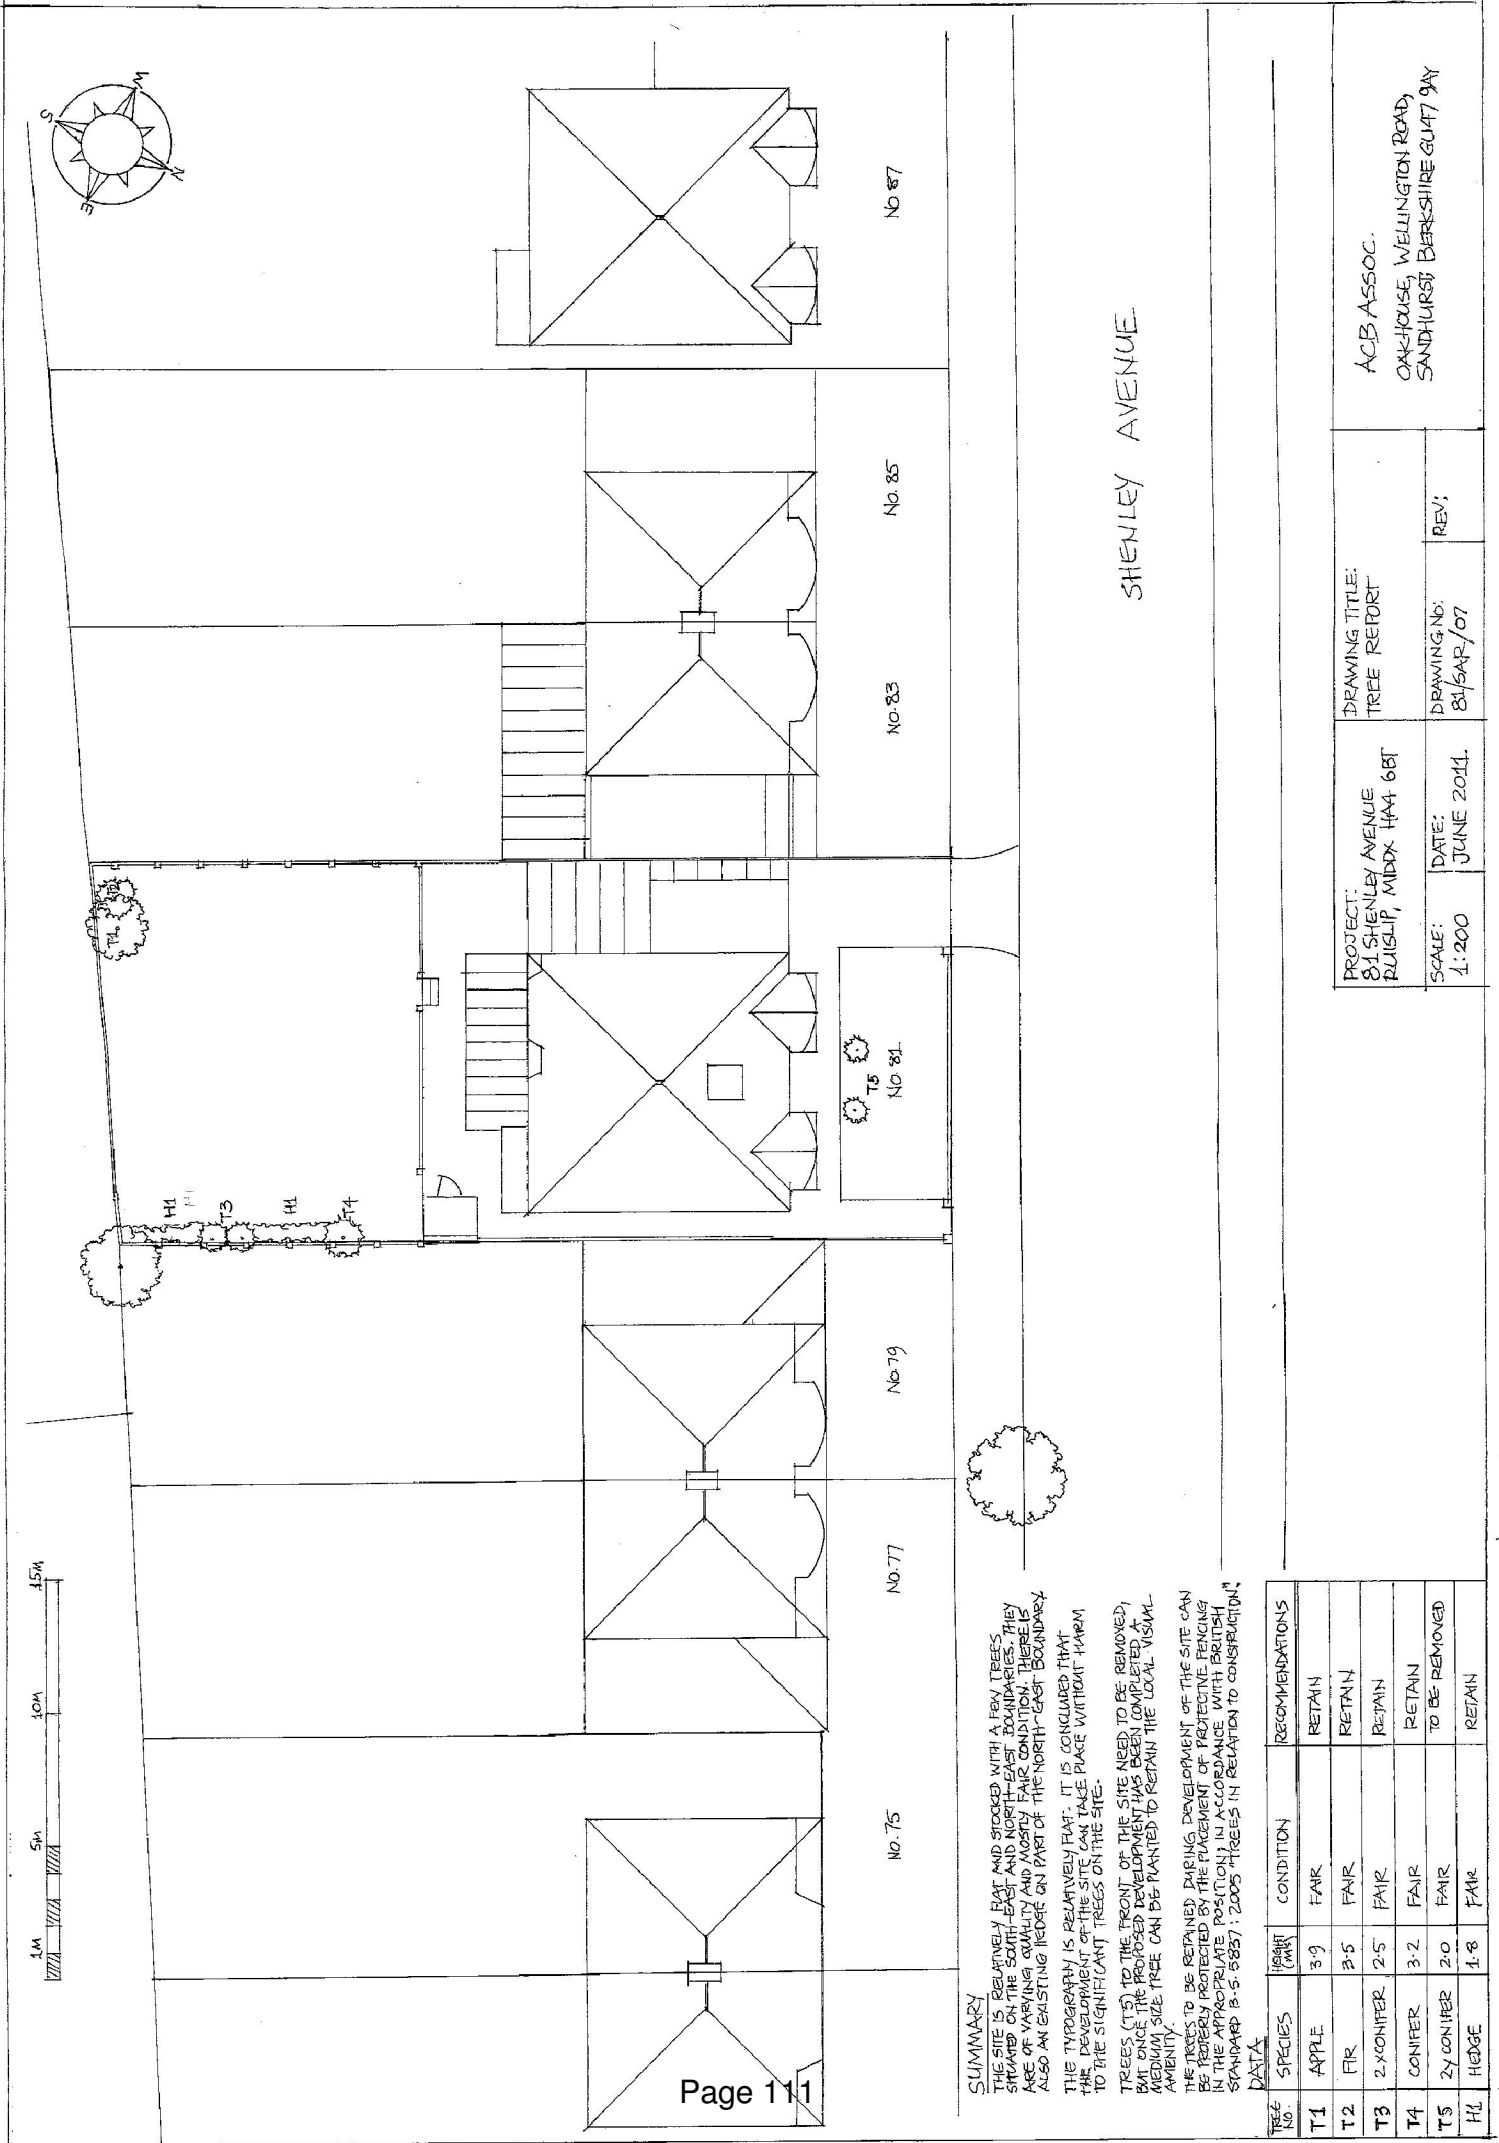 1M 5M 10M 15M
S
W
N
E
H1
T3
H1
T4
T1
T2
T5
No. 81
No.75
No.77
No.79
No.83
No. 85
No 87
SHENLEY AVENUE
SUMMARY
THE SITE IS RELATIVELY FLAT AND STOCKED WITH A FEW TREES
SITUATED ON THE SOUTH-EAST AND NORTH-EAST BOUNDARIES. THEY
ARE OF VARYING QUALITY AND MOSTLY FAIR CONDITION. THERE IS
ALSO AN EXISTING HEDGE ON PART OF THE NORTH-EAST BOUNDARY.
THE TYPOGRAPHY IS RELATIVELY FLAT. IT IS CONCLUDED THAT
THE DEVELOPMENT OF THE SITE CAN TAKE PLACE WITHOUT HARM
TO THE SIGNIFICANT TREES ON THE SITE.
TREES (T5) TO THE FRONT OF THE SITE NEED TO BE REMOVED,
BUT ONCE THE PROPOSED DEVELOPMENT HAS BEEN COMPLETED A
MEDIUM SIZE TREE CAN BE PLANTED TO RETAIN THE LOCAL VISUAL
AMENITY.
THE TREES TO BE RETAINED DURING DEVELOPMENT OF THE SITE CAN
BE PROPERLY PROTECTED BY THE PLACEMENT OF PROTECTIVE FENCING
IN THE APPROPRIATE POSITION, IN ACCORDANCE WITH BRITISH
STANDARD B.S. 5837: 2005 "TREES IN RELATION TO CONSTRUCTION".
DATA
TREE NO. SPECIES HEIGHT (MS) CONDITION RECOMMENDATIONS
T1 APPLE 3.9 FAIR RETAIN
T2 FIR 3.5 FAIR RETAIN
T3 2xCONIFER 2.5 FAIR RETAIN
T4 CONIFER 3.2 FAIR RETAIN
T5 2x CONIFER 2.0 FAIR TO BE REMOVED
H1 HEDGE 1.8 FAIR RETAIN
PROJECT:
81 SHENLEY AVENUE
RUISLIP, MIDDX HA4 6BT
SCALE:
1:200
DATE:
JUNE 2011.
DRAWING TITLE:
TREE REPORT
DRAWING No:
81/SAR/07
REV:
ACB ASSOC.
OAKHOUSE, WELLINGTON ROAD,
SANDHURST, BERKSHIRE GU47 9AY
Page 111